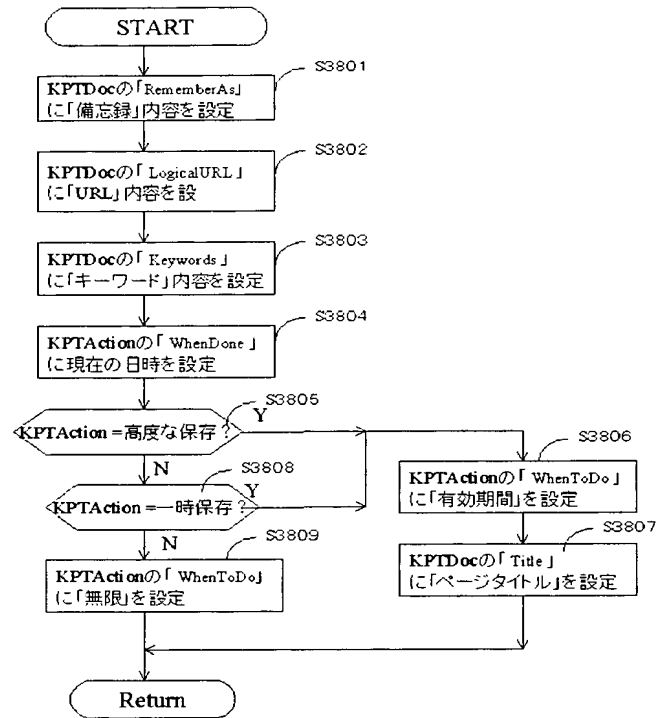 START
S3801
KPTDocの「RememberAs」
に「備忘録」内容を設定
S3802
KPTDocの「LogicalURL」
に「URL」内容を設
S3803
KPTDocの「Keywords」
に「キーワード」内容を設定
S3804
KPTActionの「WhenDone」
に現在の日時を設定
S3805
KPTAction=高度な保存？
Y
N
S3806
KPTActionの「WhenToDo」
に「有効期間」を設定
S3807
KPTDocの「Title」
に「ページタイトル」を設定
S3808
KPTAction=一時保存？
Y
N
S3809
KPTActionの「WhenToDo」
に「無限」を設定
Return